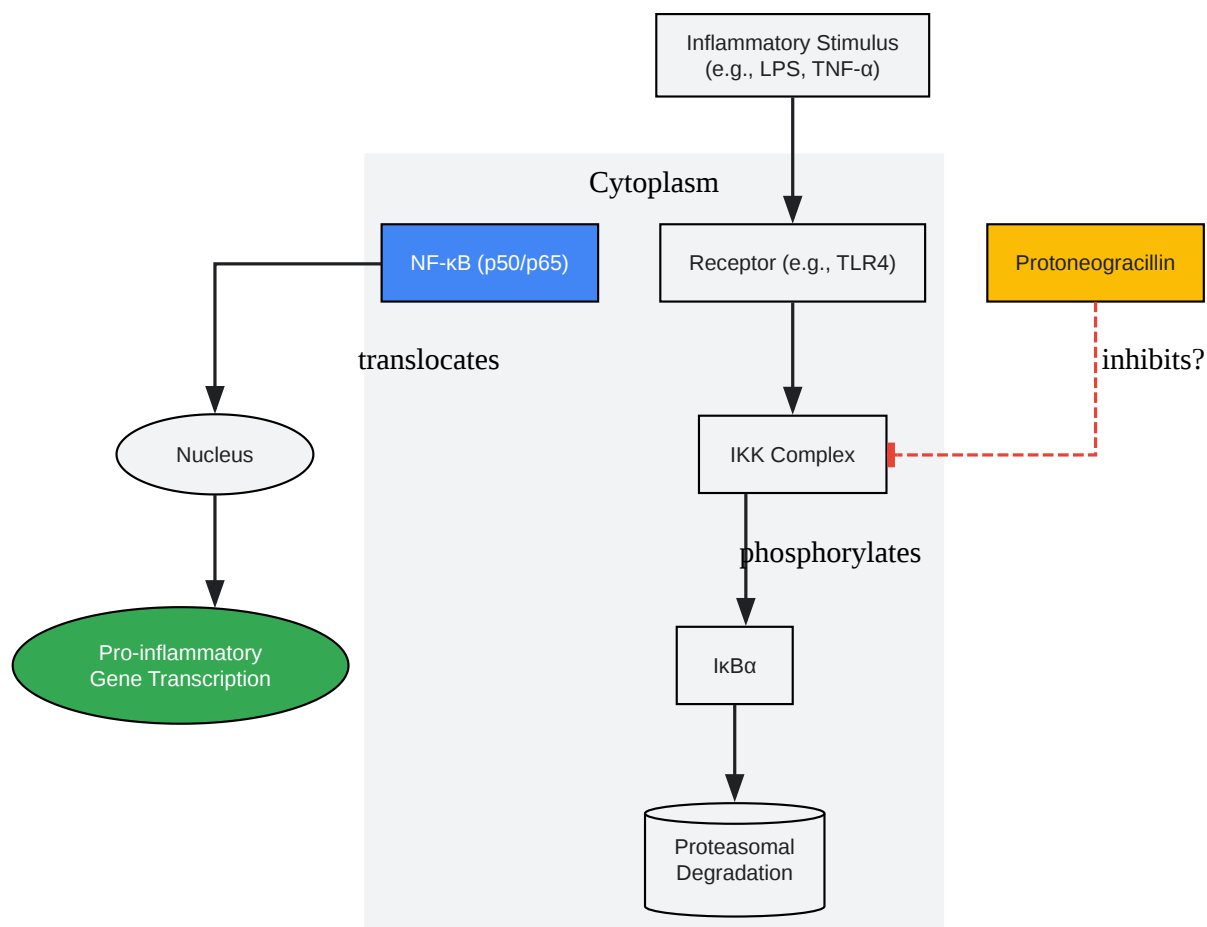 Inflammatory Stimulus
(e.g., LPS, TNF-α)
Cytoplasm
NF-κB (p50/p65)
Receptor (e.g., TLR4)
Protoneogracillin
translocates
inhibits?
Nucleus
IKK Complex
phosphorylates
Pro-inflammatory
Gene Transcription
IκBα
Proteasomal
Degradation